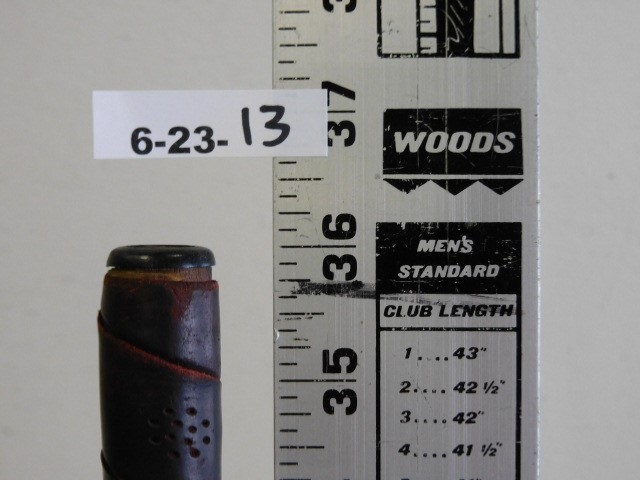 6-23-13
37
36
35
WOODS
MEN'S
STANDARD
CLUB LENGTH
1....43"
2....42 1/2"
3....42"
4....41 1/2"